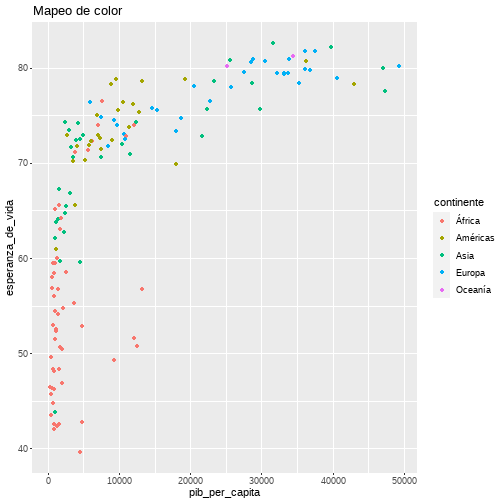 Mapeo de color
esperanza_de_vida
80
70
60
50
40
0
10000
20000
30000
40000
50000
pib_per_capita
continente
África
Américas
Asia
Europa
Oceanía